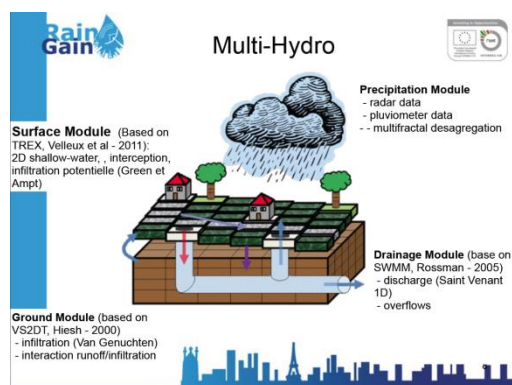 Rain
Gain
Multi-Hydro
Precipitation Module
- radar data
- pluviometer data
- - multifractal desagregation
Surface Module (Based on
TREX, Velleux et al - 2011):
2D shallow-water, , interception,
infiltration potentielle (Green et
Ampt)
Drainage Module (base on
SWMM, Rossman - 2005)
- discharge (Saint Venant
1D)
- overflows
Ground Module (based on
VS2DT, Hiesh - 2000)
- infiltration (Van Genuchten)
- interaction runoff/infiltration